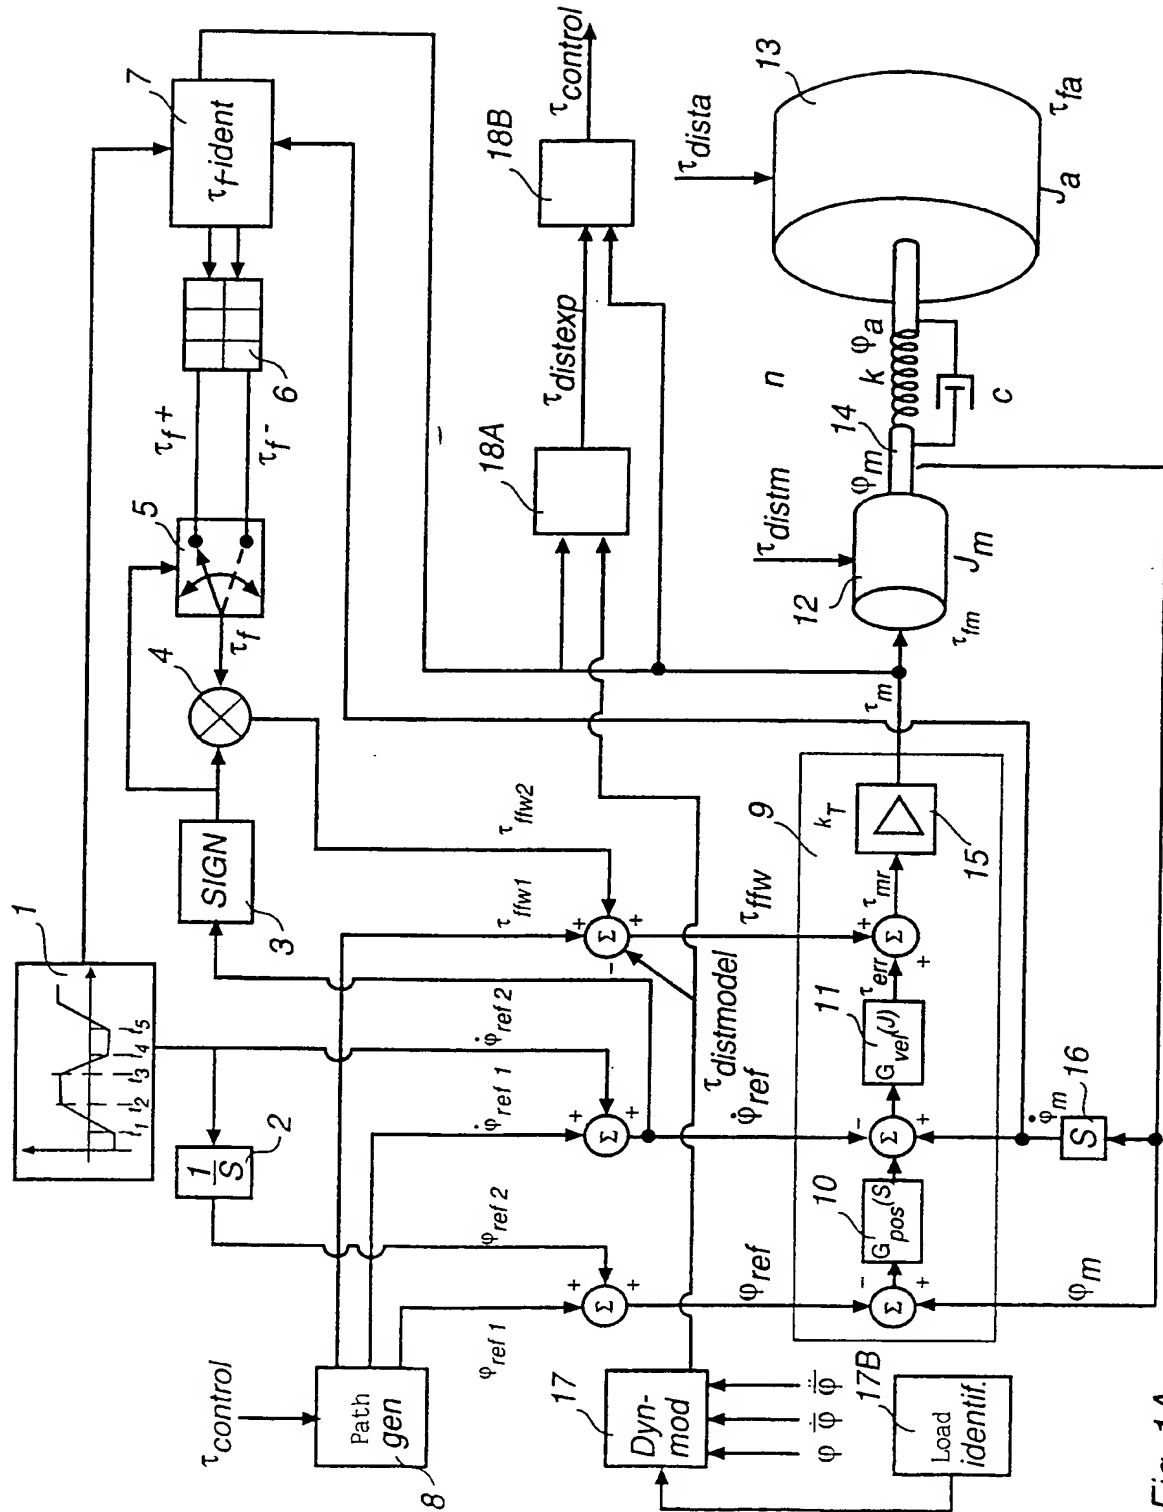 1
t₁ t₂ t₃ t₄ t₅
1/S
2
SIGN
3
4
τf
5
τf+
τf-
6
7
τf-ident
τcontrol
Path
gen
8
φref 1
φref 2
φ̇ref 1
φ̇ref 2
τffw1
τffw2
Σ
+
+
+
Σ
+
+
+
Σ
+
+
-
τdistmodel
18A
τdistexp
18B
τcontrol
17
Dyn-
mod
φ φ̇ φ̈
17B
Load
identif.
φref
φ̇ref
τffw
9
Σ
-
+
10
Gpos(S)
Σ
-
+
11
Gvel(J)
τerr
Σ
+
+
τmr
kT
15
τm
φm
φ̇m
S
16
τfm
12
τdistm
Jm
φm
14
k
φa
n
c
τdista
13
Ja
τfa
Fig. 1A